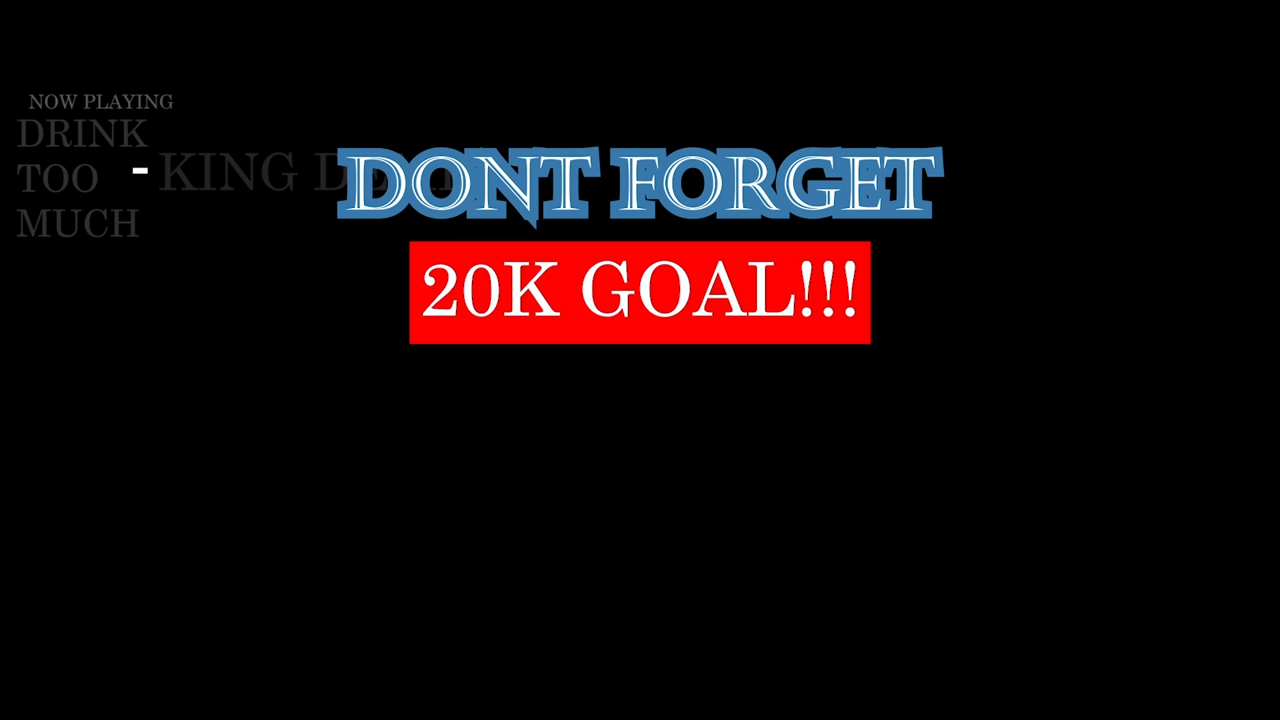 NOW PLAYING
DRINK
TOO
MUCH
- KING
DONT FORGET
20K GOAL!!!